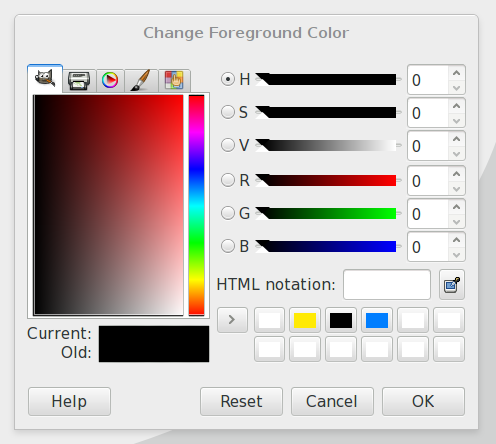 Change Foreground Color
H 0
S 0
V 0
R 0
G 0
B 0
HTML notation:
Current:
Old:
Help Reset Cancel OK